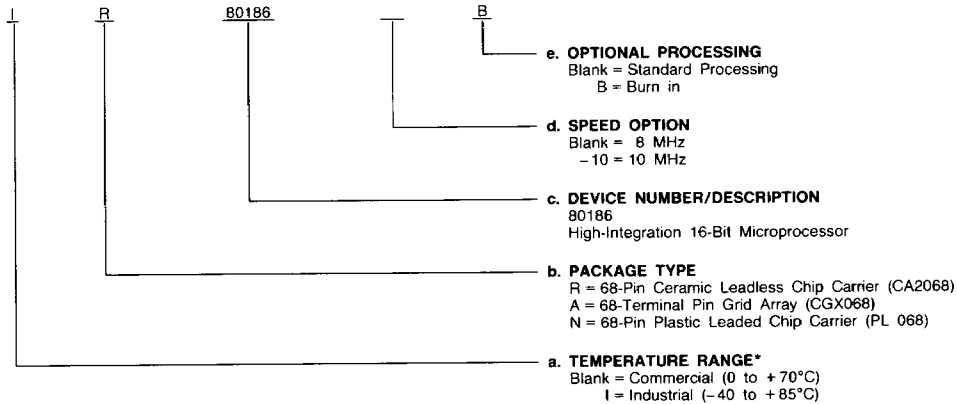 I R 80186 B
e. OPTIONAL PROCESSING
Blank = Standard Processing
B = Burn in
d. SPEED OPTION
Blank = 8 MHz
–10 = 10 MHz
c. DEVICE NUMBER/DESCRIPTION
80186
High-Integration 16-Bit Microprocessor
b. PACKAGE TYPE
R = 68-Pin Ceramic Leadless Chip Carrier (CA2068)
A = 68-Terminal Pin Grid Array (CGX068)
N = 68-Pin Plastic Leaded Chip Carrier (PL 068)
a. TEMPERATURE RANGE*
Blank = Commercial (0 to +70°C)
I = Industrial (–40 to +85°C)